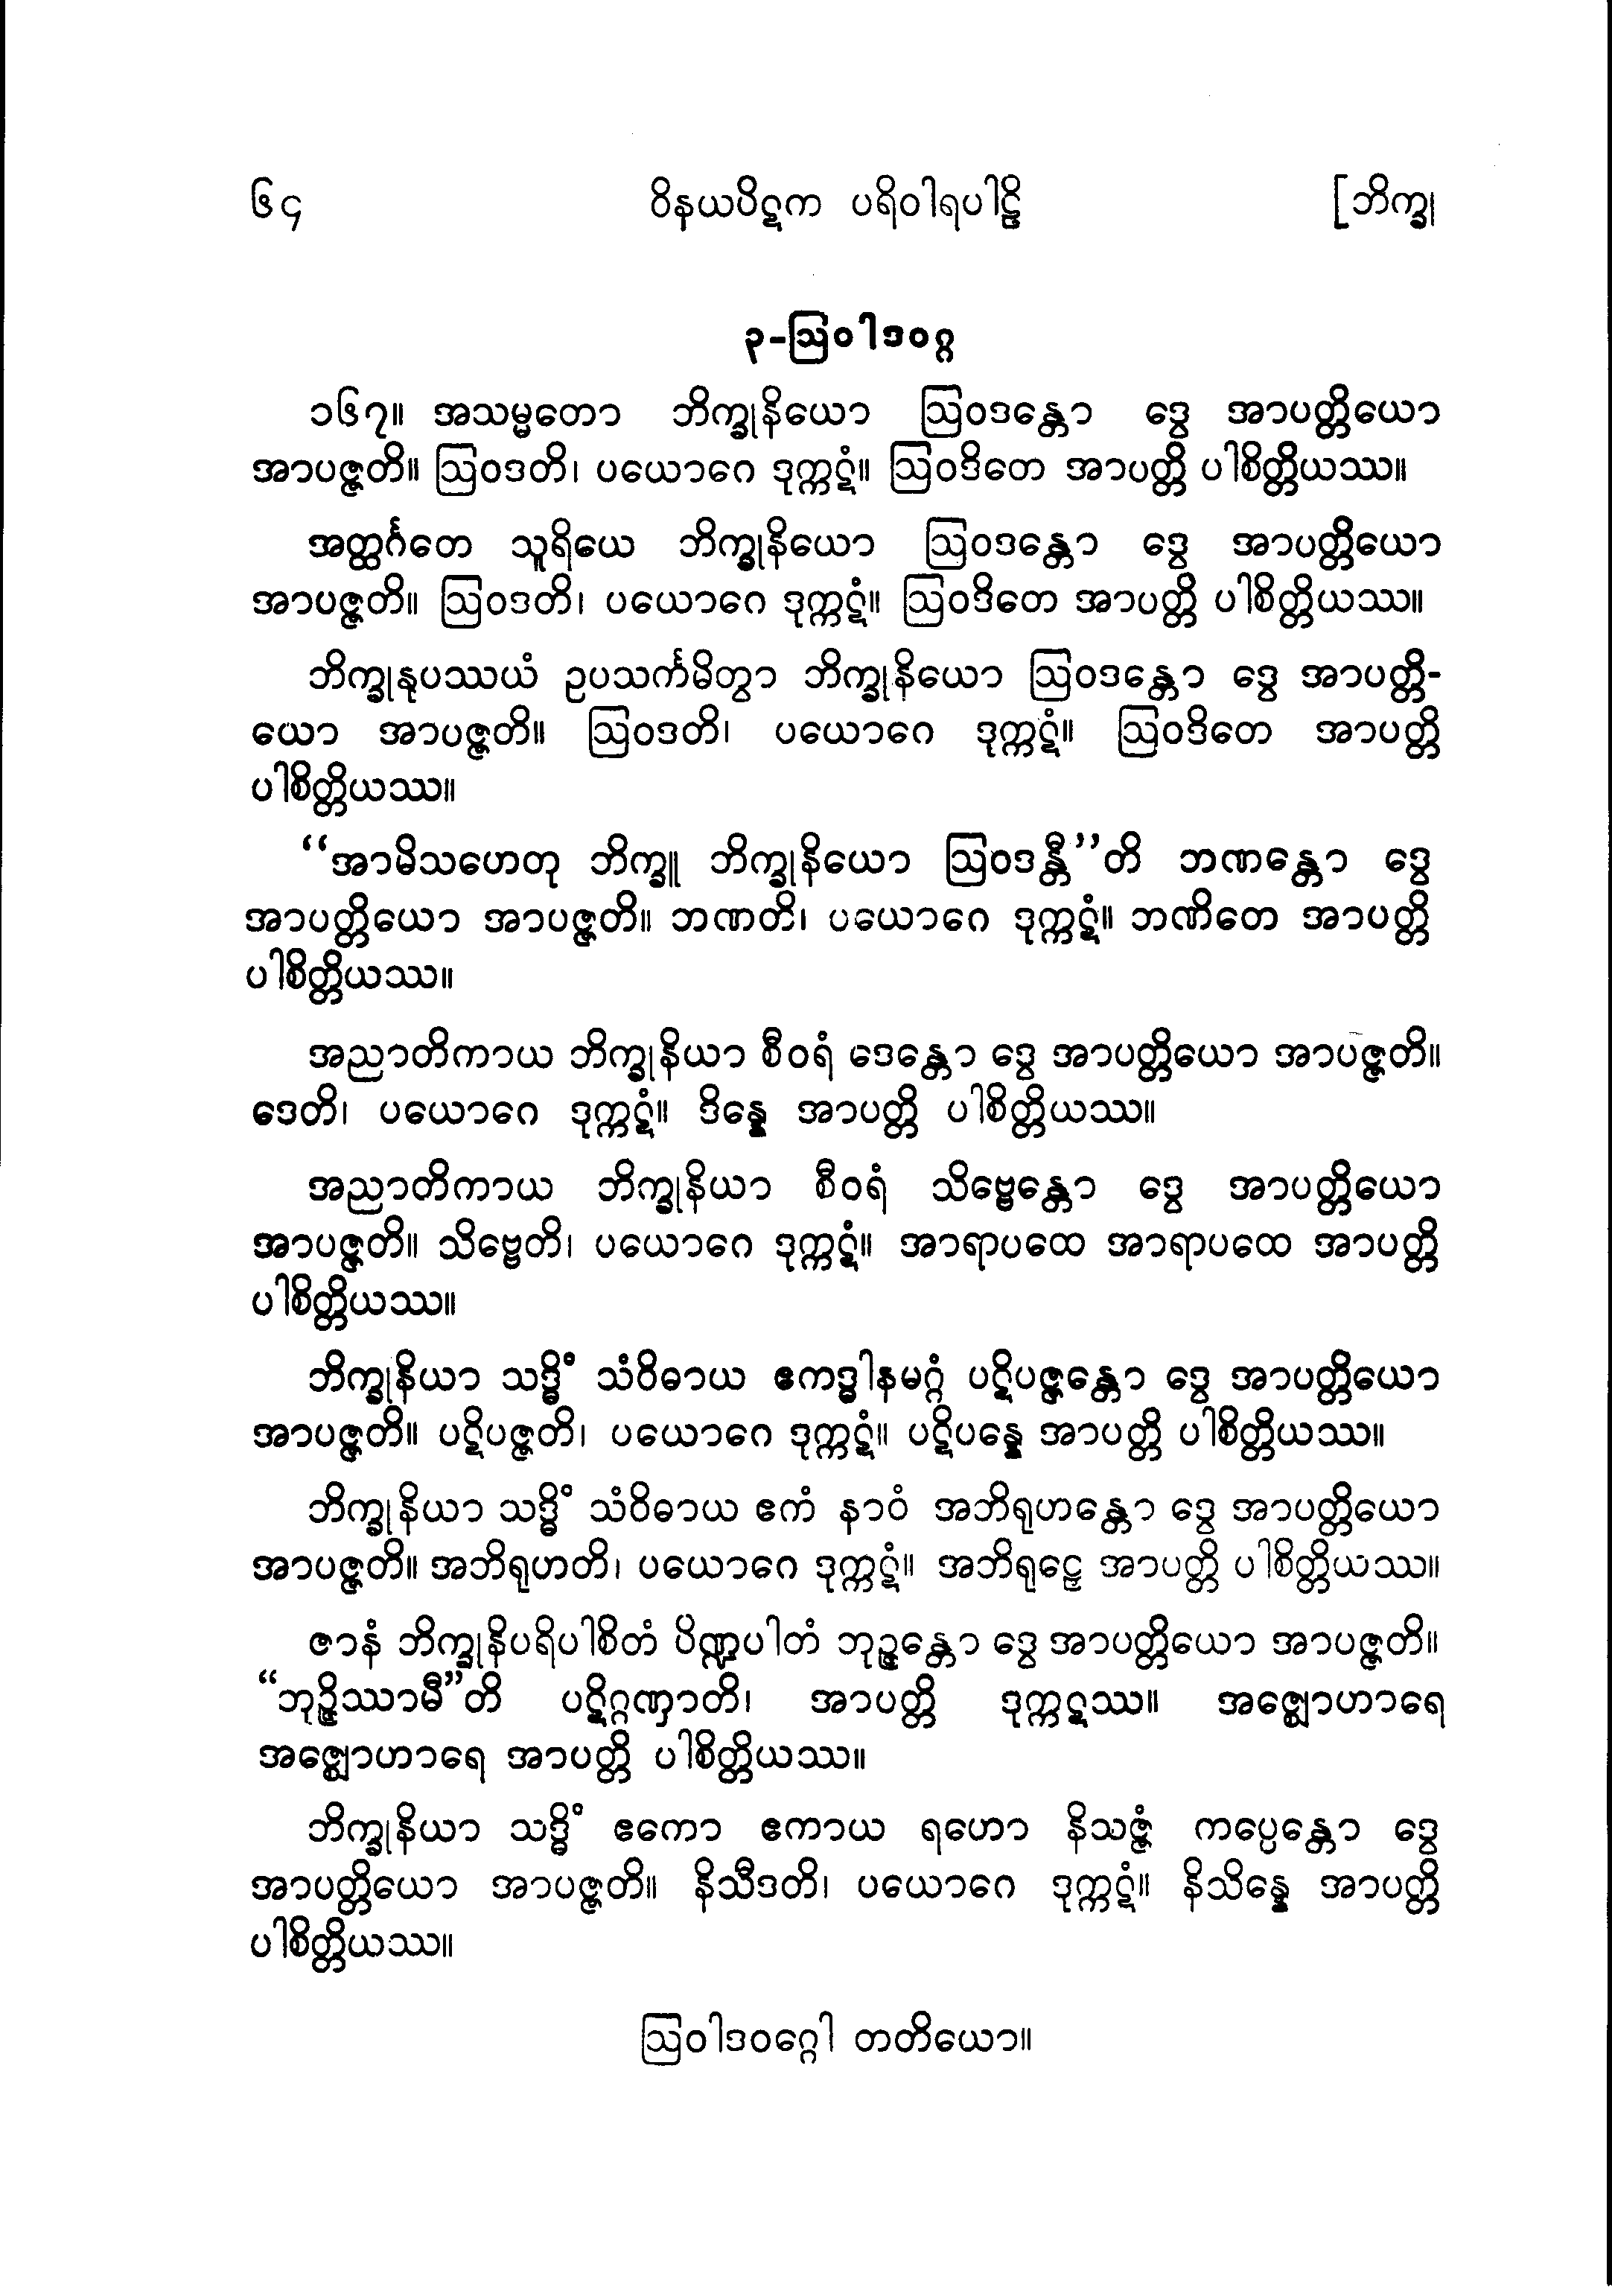 ၆၄ ဝိနယပိဋက ပရိဝါရပါဠိ [ဘိက္ခု
၃-ဩဝါဒဝဂ္ဂ
၁၆၇။ အသမ္မတော ဘိက္ခုနိယော ဩဝဒန္တော ဒွေ အာပတ္တိယော
အာပဇ္ဇတိ။ ဩဝဒတိ၊ ပယောဂေ ဒုက္ကဋံ။ ဩဝဒိတေ အာပတ္တိ ပါစိတ္တိယဿ။
အတ္ထင်္ဂတေ သူရိယေ ဘိက္ခုနိယော ဩဝဒန္တော ဒွေ အာပတ္တိယော
အာပဇ္ဇတိ။ ဩဝဒတိ၊ ပယောဂေ ဒုက္ကဋံ။ ဩဝဒိတေ အာပတ္တိ ပါစိတ္တိယဿ။
ဘိက္ခုနုပဿယံ ဥပသင်္ကမိတွာ ဘိက္ခုနိယော ဩဝဒန္တော ဒွေ အာပတ္တိ-
ယော အာပဇ္ဇတိ။ ဩဝဒတိ၊ ပယောဂေ ဒုက္ကဋံ။ ဩဝဒိတေ အာပတ္တိ
ပါစိတ္တိယဿ။
“အာမိသဟေတု ဘိက္ခူ ဘိက္ခုနိယော ဩဝဒန္တီ”တိ ဘဏန္တော ဒွေ
အာပတ္တိယော အာပဇ္ဇတိ။ ဘဏတိ၊ ပယောဂေ ဒုက္ကဋံ။ ဘဏိတေ အာပတ္တိ
ပါစိတ္တိယဿ။
အညာတိကာယ ဘိက္ခုနိယာ စီဝရံ ဒေန္တော ဒွေ အာပတ္တိယော အာပဇ္ဇတိ။
ဒေတိ၊ ပယောဂေ ဒုက္ကဋံ။ ဒိန္နေ အာပတ္တိ ပါစိတ္တိယဿ။
အညာတိကာယ ဘိက္ခုနိယာ စီဝရံ သိဗ္ဗေန္တော ဒွေ အာပတ္တိယော
အာပဇ္ဇတိ။ သိဗ္ဗေတိ၊ ပယောဂေ ဒုက္ကဋံ။ အာရာပထေ အာရာပထေ အာပတ္တိ
ပါစိတ္တိယဿ။
ဘိက္ခုနိယာ သဒ္ဓိံ သံဝိဓာယ ဧကဒ္ဓါနမဂ္ဂံ ပဋိပဇ္ဇန္တော ဒွေ အာပတ္တိယော
အာပဇ္ဇတိ။ ပဋိပဇ္ဇတိ၊ ပယောဂေ ဒုက္ကဋံ။ ပဋိပန္နေ အာပတ္တိ ပါစိတ္တိယဿ။
ဘိက္ခုနိယာ သဒ္ဓိံ သံဝိဓာယ ဧကံ နာဝံ အဘိရုဟန္တော ဒွေ အာပတ္တိယော
အာပဇ္ဇတိ။ အဘိရုဟတိ၊ ပယောဂေ ဒုက္ကဋံ။ အဘိရုဠှေ အာပတ္တိ ပါစိတ္တိယဿ။
ဇာနံ ဘိက္ခုနိပရိပါစိတံ ပိဏ္ဍပါတံ ဘုဉ္ဇန္တော ဒွေ အာပတ္တိယော အာပဇ္ဇတိ။
“ဘုဉ္ဇိဿာမီ”တိ ပဋိဂ္ဂဏှာတိ၊ အာပတ္တိ ဒုက္ကဋဿ။ အဇ္ဈောဟာရေ
အဇ္ဈောဟာရေ အာပတ္တိ ပါစိတ္တိယဿ။
ဘိက္ခုနိယာ သဒ္ဓိံ ဧကော ဧကာယ ရဟော နိသဇ္ဇံ ကပ္ပေန္တော ဒွေ
အာပတ္တိယော အာပဇ္ဇတိ။ နိသီဒတိ၊ ပယောဂေ ဒုက္ကဋံ။ နိသိန္နေ အာပတ္တိ
ပါစိတ္တိယဿ။
ဩဝါဒဝဂ္ဂေါ တတိယော။